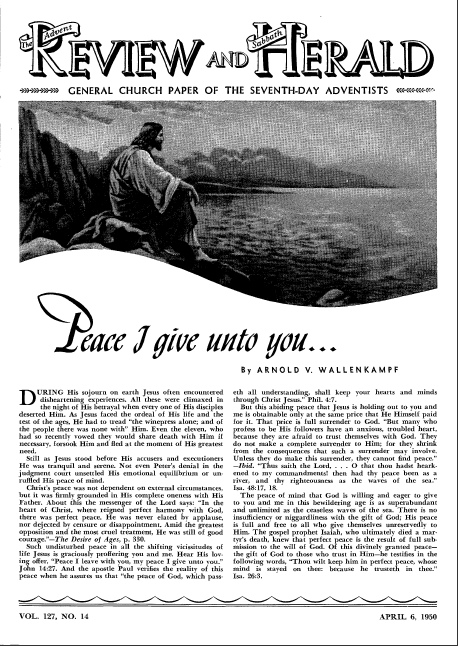 The Advent REVIEW AND Sabbath HERALD
GENERAL CHURCH PAPER OF THE SEVENTH-DAY ADVENTISTS
Peace I give unto you...
By ARNOLD V. WALLENKAMPF
DURING His sojourn on earth Jesus often encountered
disheartening experiences. All these were climaxed in
the night of His betrayal when every one of His disciples
deserted Him. As Jesus faced the ordeal of His life and the
test of the ages, He had to tread "the winepress alone; and of
the people there was none with" Him. Even the eleven, who
had so recently vowed they would share death with Him if
necessary, forsook Him and fled at the moment of His greatest
need.
Still as Jesus stood before His accusers and executioners
He was tranquil and serene. Not even Peter's denial in the
judgment court unsettled His emotional equilibrium or un-
ruffled His peace of mind.
Christ's peace was not dependent on external circumstances,
but it was firmly grounded in His complete oneness with His
Father. About this the messenger of the Lord says: "In the
heart of Christ, where reigned perfect harmony with God,
there was perfect peace. He was never elated by applause,
nor dejected by censure or disappointment. Amid the greatest
opposition and the most cruel treatment, He was still of good
courage."—The Desire of Ages, p. 330.
Such undisturbed peace in all the shifting vicissitudes of
life Jesus is graciously proffering you and me. Hear His lov-
ing offer, "Peace I leave with you, my peace I give unto you."
John 14:27. And the apostle Paul verifies the reality of this
peace when he assures us that "the peace of God, which pass-
eth all understanding, shall keep your hearts and minds
through Christ Jesus." Phil. 4:7.
But this abiding peace that Jesus is holding out to you and
me is obtainable only at the same price that He Himself paid
for it. That price is full surrender to God. "But many who
profess to be His followers have an anxious, troubled heart,
because they are afraid to trust themselves with God. They
do not make a complete surrender to Him; for they shrink
from the consequences that such a surrender may involve.
Unless they do make this surrender, they cannot find peace."
—Ibid. "Thus saith the Lord, . . . O that thou hadst heark-
ened to my commandments! then had thy peace been as a
river, and thy righteousness as the waves of the sea."
Isa. 48:17, 18.
The peace of mind that God is willing and eager to give
to you and me in this bewildering age is as superabundant
and unlimited as the ceaseless waves of the sea. There is no
insufficiency or niggardliness with the gift of God; His peace
is full and free to all who give themselves unreservedly to
Him. The gospel prophet Isaiah, who ultimately died a mar-
tyr's death, knew that perfect peace is the result of full sub-
mission to the will of God. Of this divinely granted peace—
the gift of God to those who trust in Him—he testifies in the
following words, "Thou wilt keep him in perfect peace, whose
mind is stayed on thee: because he trusteth in thee."
Isa. 26:3.
VOL. 127, NO. 14
APRIL 6, 1950